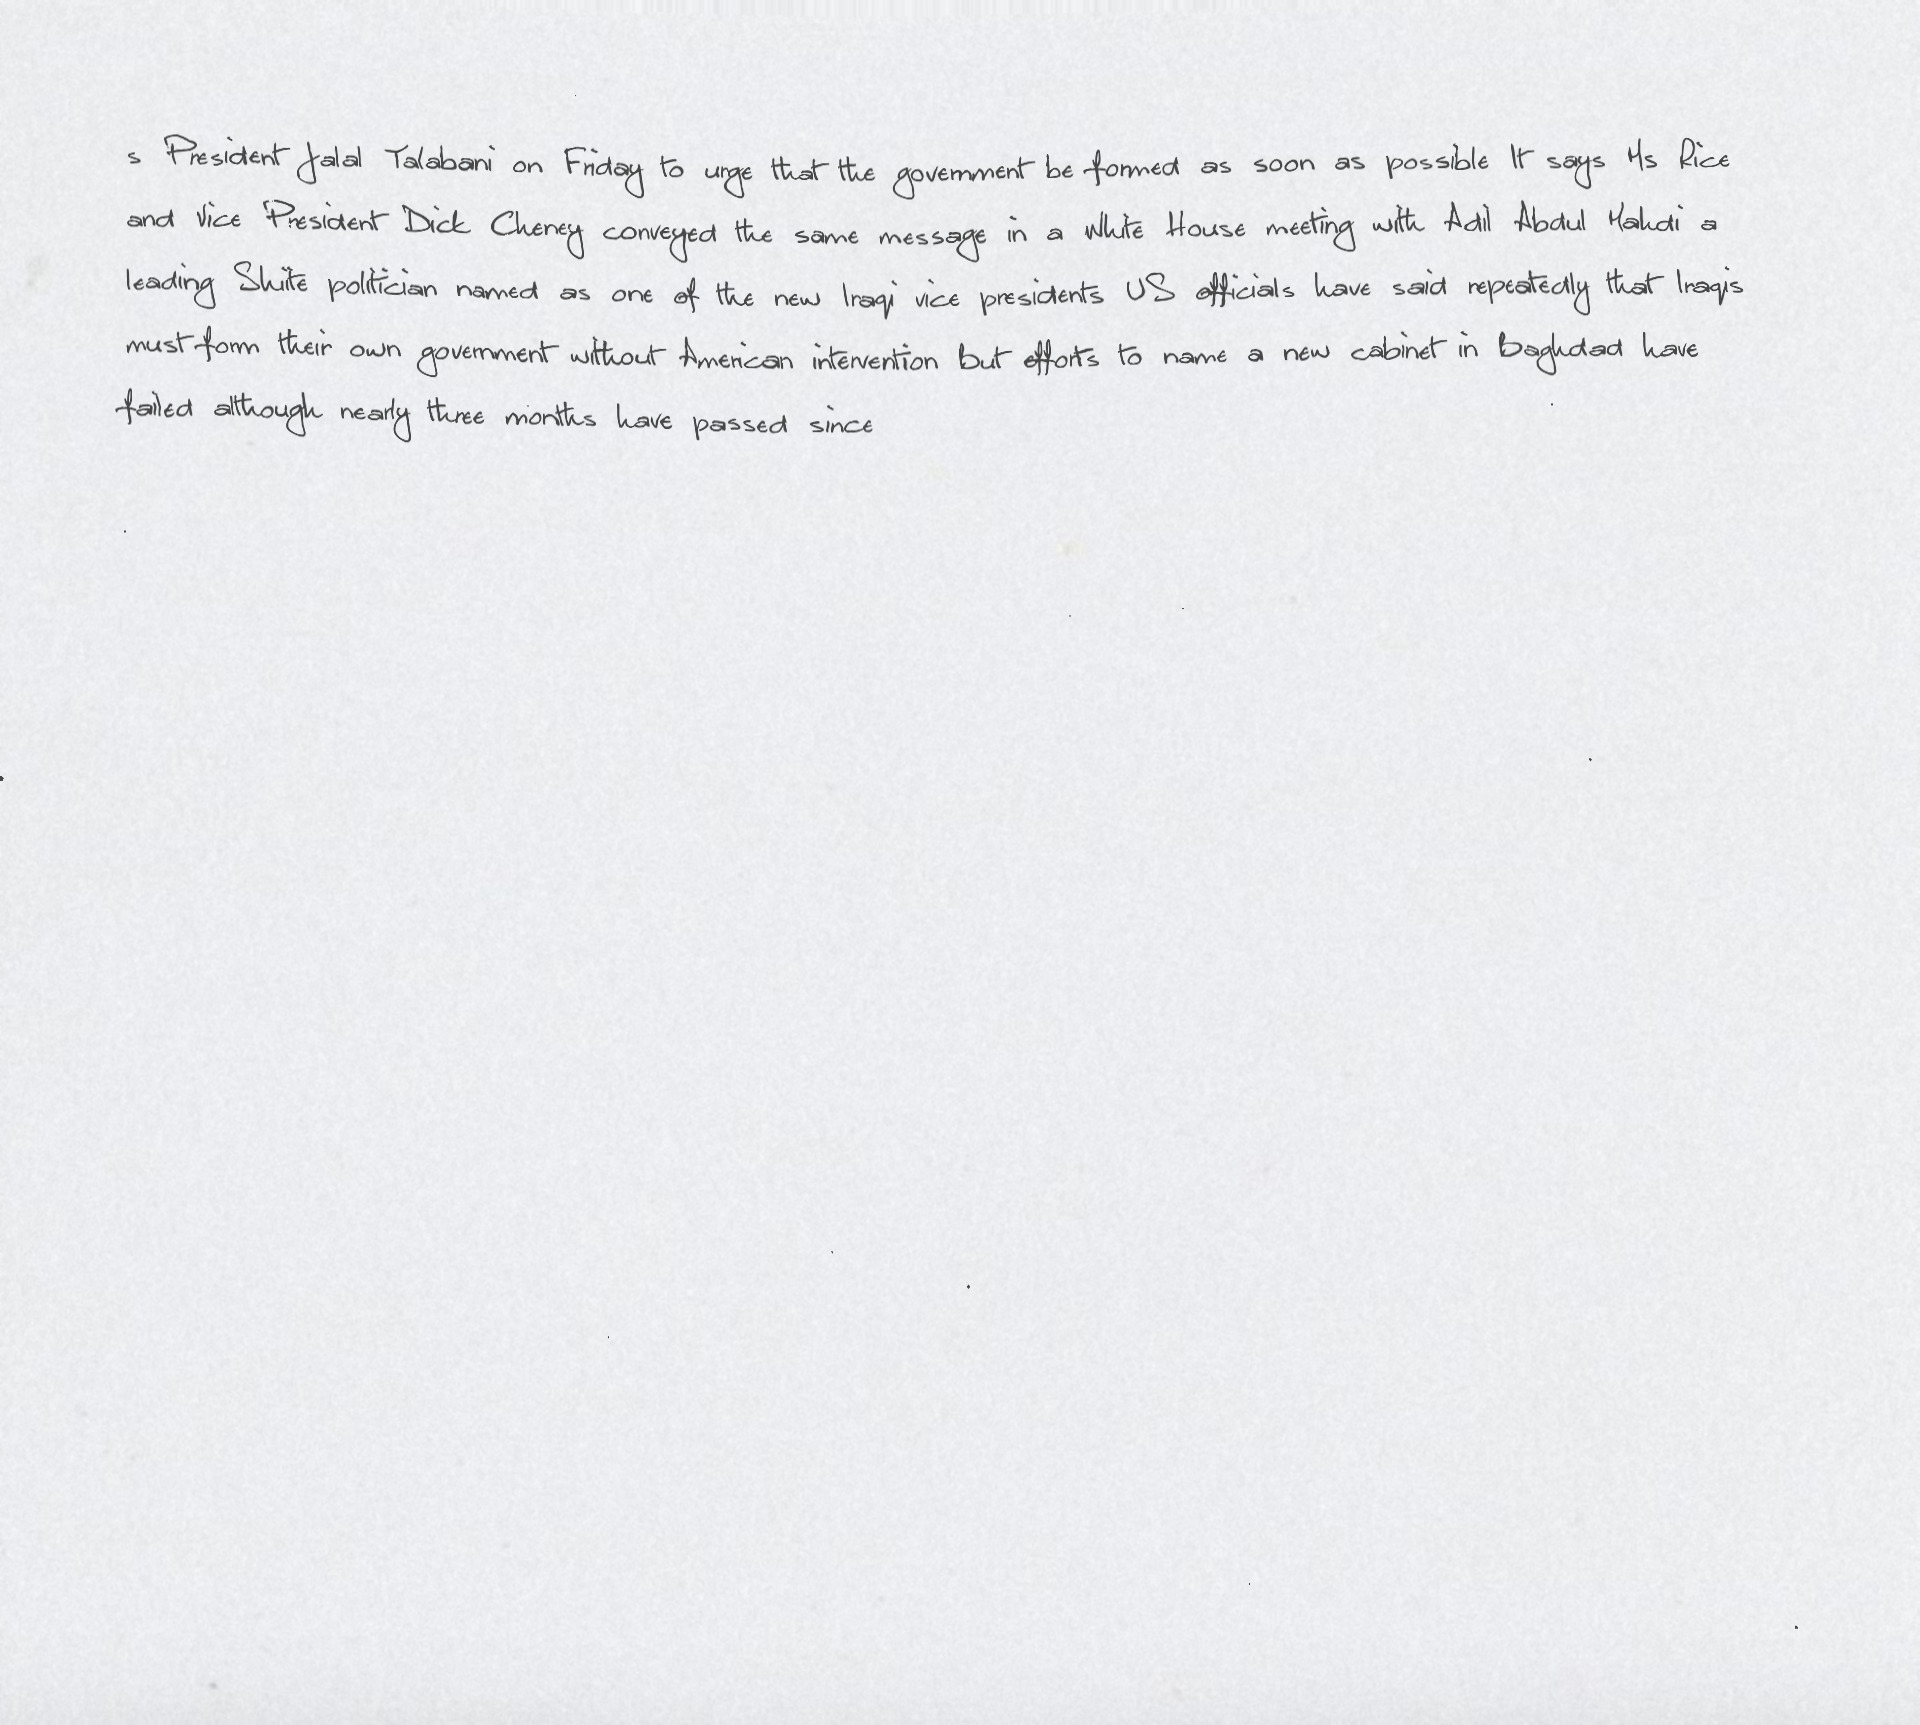 s President Jalal Talabani on Friday to urge that the government be formed as soon as possible It says Ms Rice
and Vice President Dick Cheney conveyed the same message in a White House meeting with Adil Abdul Mahdi a
leading Shiite politician named as one of the new Iraqi vice presidents US officials have said repeatedly that Iraqis
must form their own government without American intervention but efforts to name a new cabinet in Baghdad have
failed although nearly three months have passed since